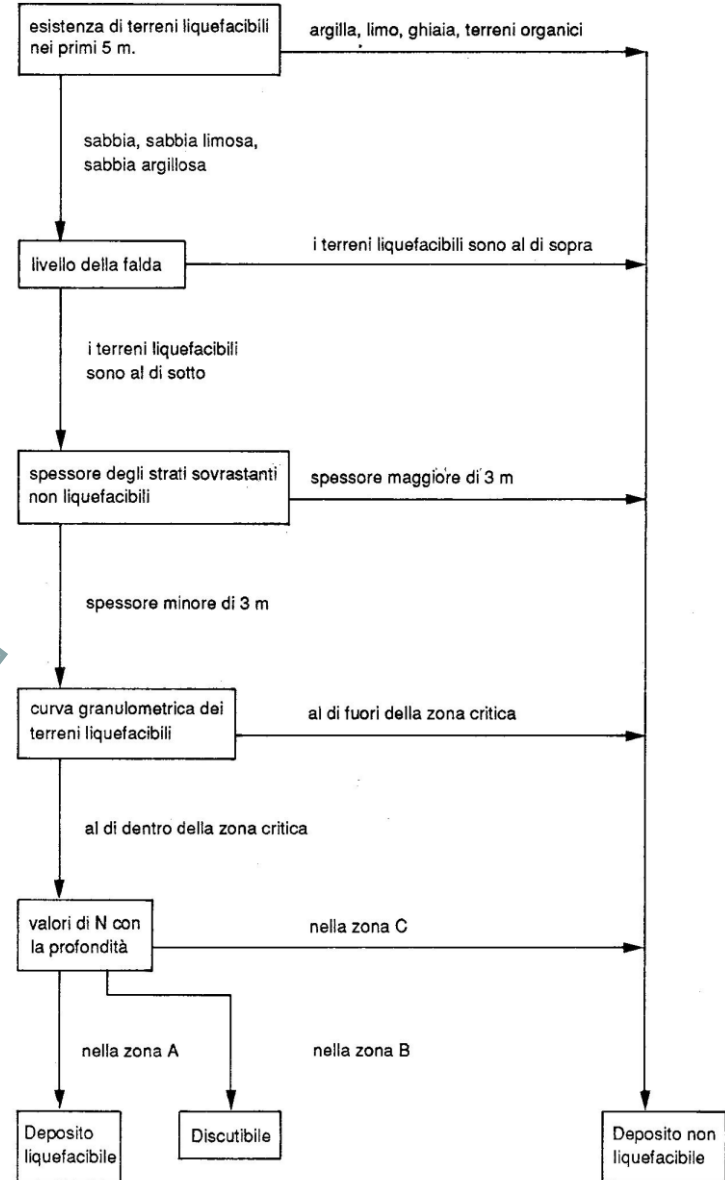 esistenza di terreni liquefacibili
nei primi 5 m.
argilla, limo, ghiaia, terreni organici
sabbia, sabbia limosa,
sabbia argillosa
livello della falda
i terreni liquefacibili sono al di sopra
i terreni liquefacibili
sono al di sotto
spessore degli strati sovrastanti
non liquefacibili
spessore maggiore di 3 m
spessore minore di 3 m
curva granulometrica dei
terreni liquefacibili
al di fuori della zona critica
al di dentro della zona critica
valori di N con
la profondità
nella zona C
nella zona A
nella zona B
Deposito
liquefacibile
Discutibile
Deposito non
liquefacibile